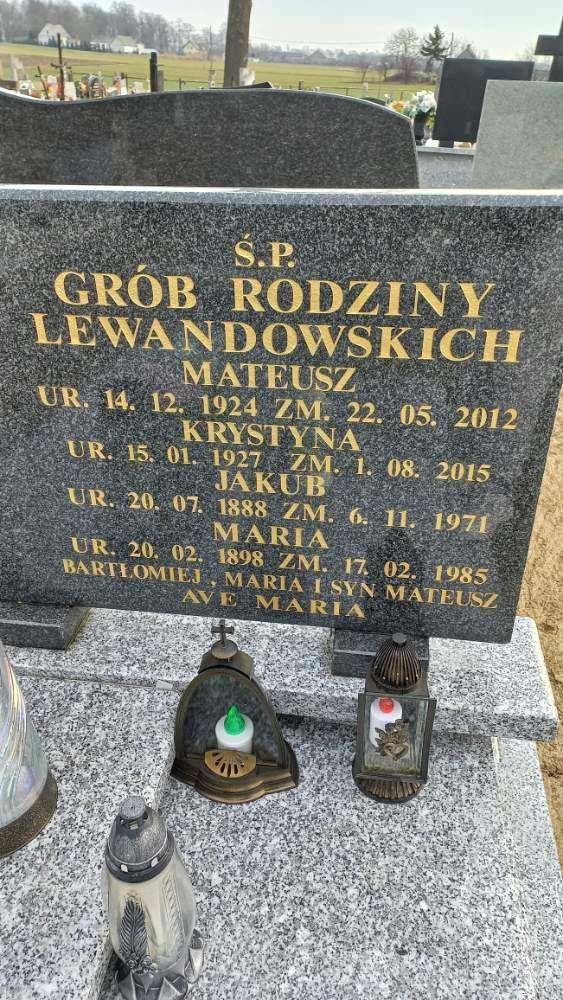 Ś.P.
GRÓB RODZINY
LEWANDOWSKICH
MATEUSZ
UR. 14. 12. 1924 ZM. 22. 05. 2012
KRYSTYNA
UR. 15. 01. 1927 ZM. 1. 08. 2015
JAKUB
UR. 20. 07. 1888 ZM. 6. 11. 1971
MARIA
UR. 20. 02. 1898 ZM. 17. 02. 1985
BARTŁOMIEJ, MARIA I SYN MATEUSZ
AVE MARIA